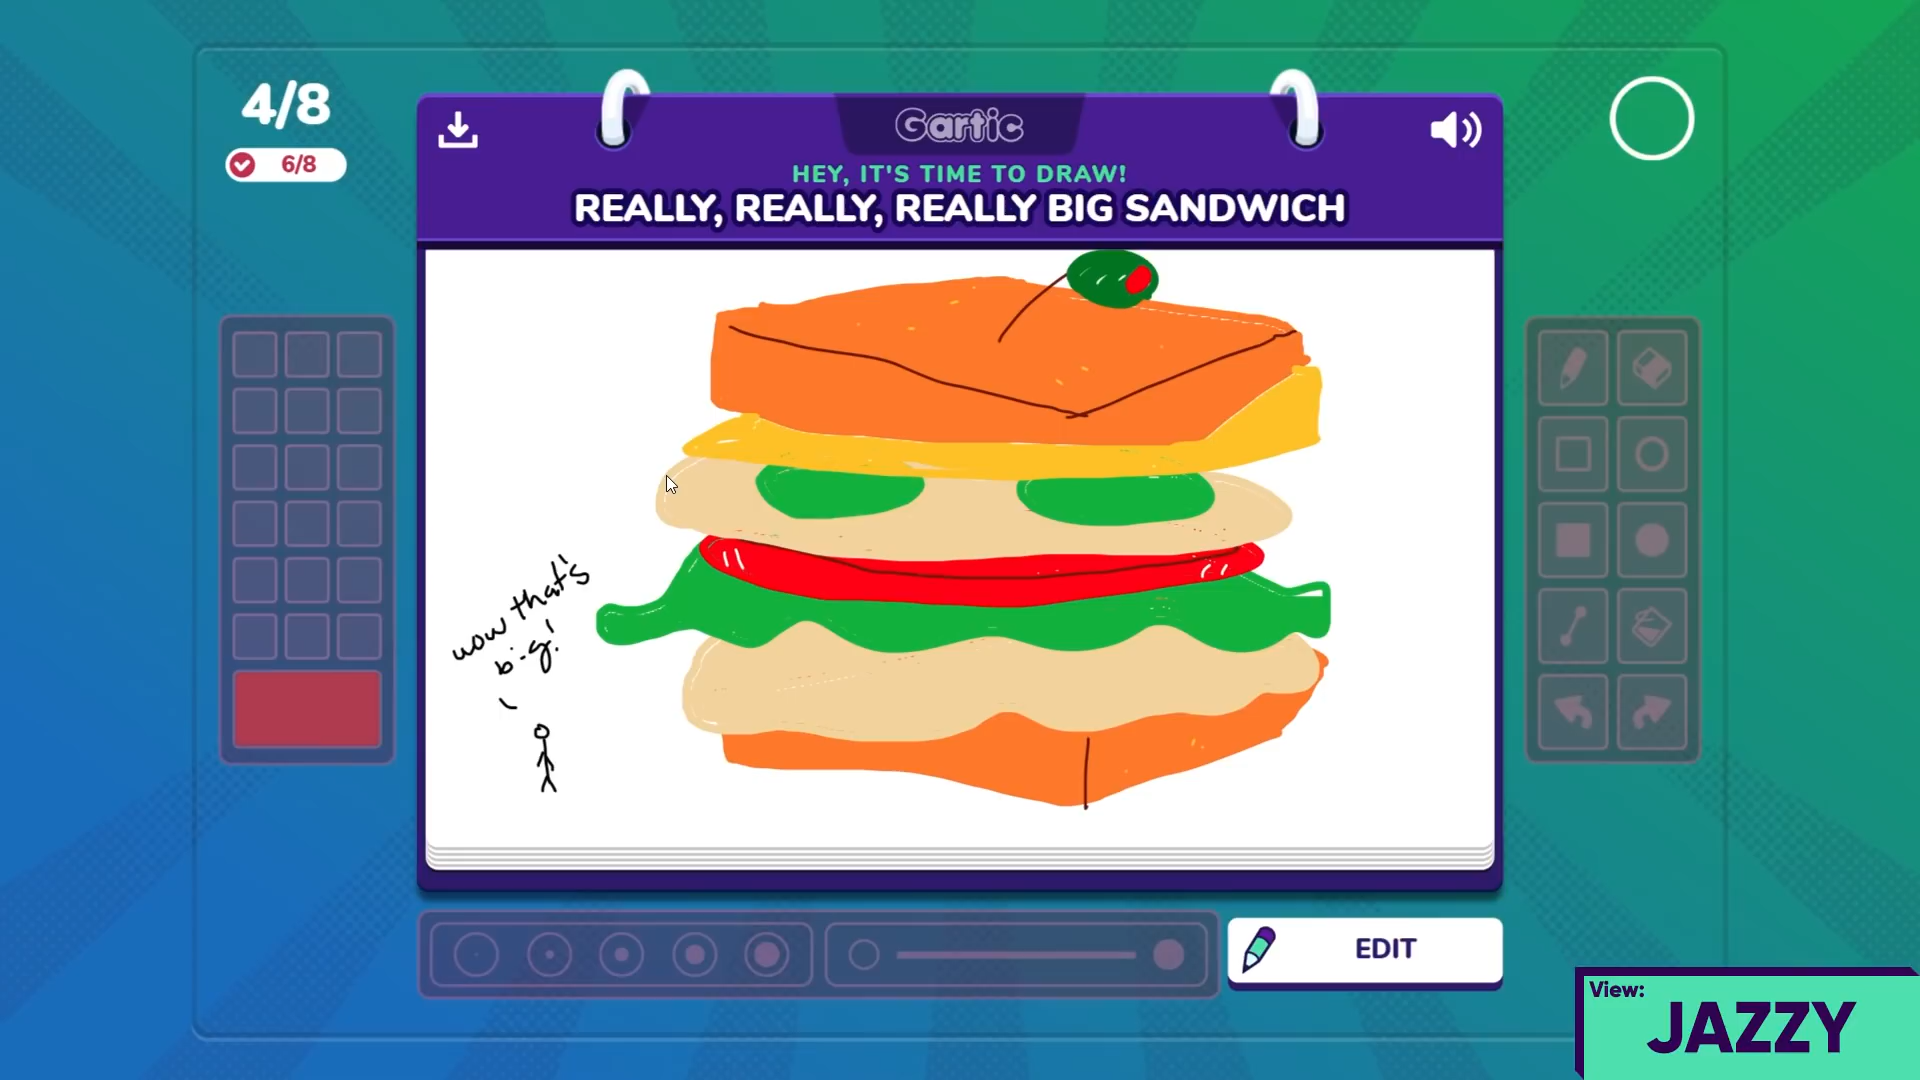 4/8
6/8
Gartic
HEY, IT'S TIME TO DRAW!
REALLY, REALLY, REALLY BIG SANDWICH
wow that's
big!
EDIT
View:
JAZZY